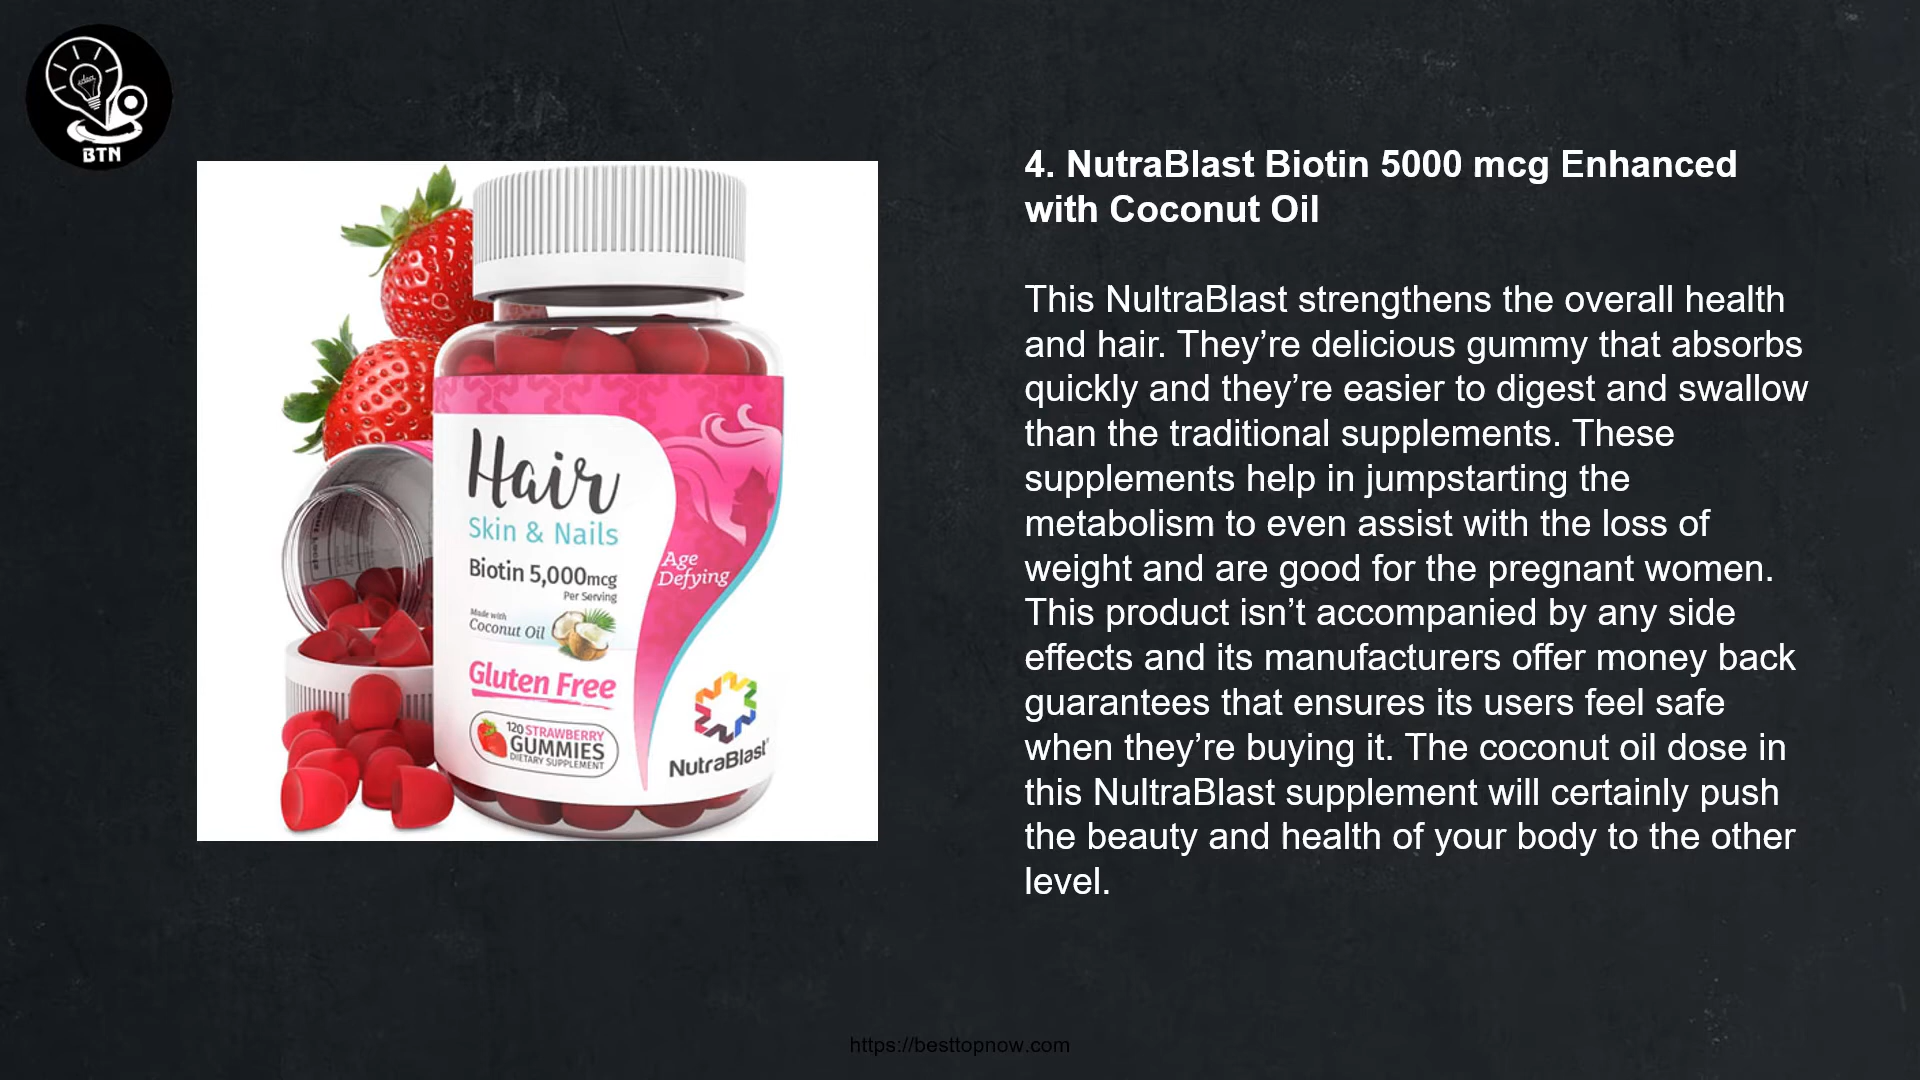 idea
BTN
4. NutraBlast Biotin 5000 mcg Enhanced
with Coconut Oil
This NultraBlast strengthens the overall health
and hair. They’re delicious gummy that absorbs
quickly and they’re easier to digest and swallow
than the traditional supplements. These
supplements help in jumpstarting the
metabolism to even assist with the loss of
weight and are good for the pregnant women.
This product isn’t accompanied by any side
effects and its manufacturers offer money back
guarantees that ensures its users feel safe
when they’re buying it. The coconut oil dose in
this NultraBlast supplement will certainly push
the beauty and health of your body to the other
level.
Hair
Skin & Nails
Biotin 5,000mcg
Per Serving
Made with
Coconut Oil
Gluten Free
120 STRAWBERRY
GUMMIES
DIETARY SUPPLEMENT
Age
Defying
NutraBlast
https://besttopnow.com